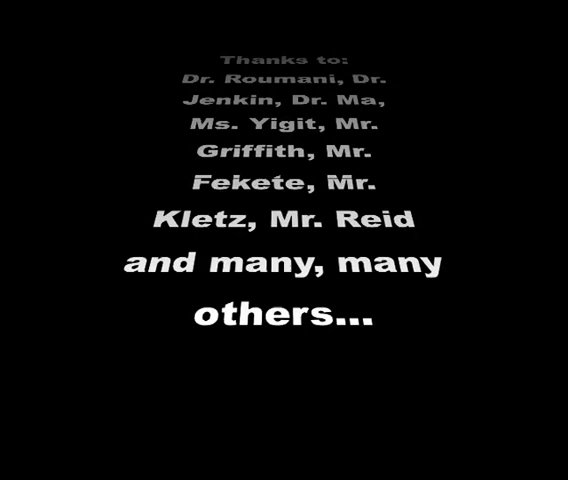 Thanks to:
Dr. Roumani, Dr.
Jenkin, Dr. Ma,
Ms. Yigit, Mr.
Griffith, Mr.
Fekete, Mr.
Kletz, Mr. Reid
and many, many
others...